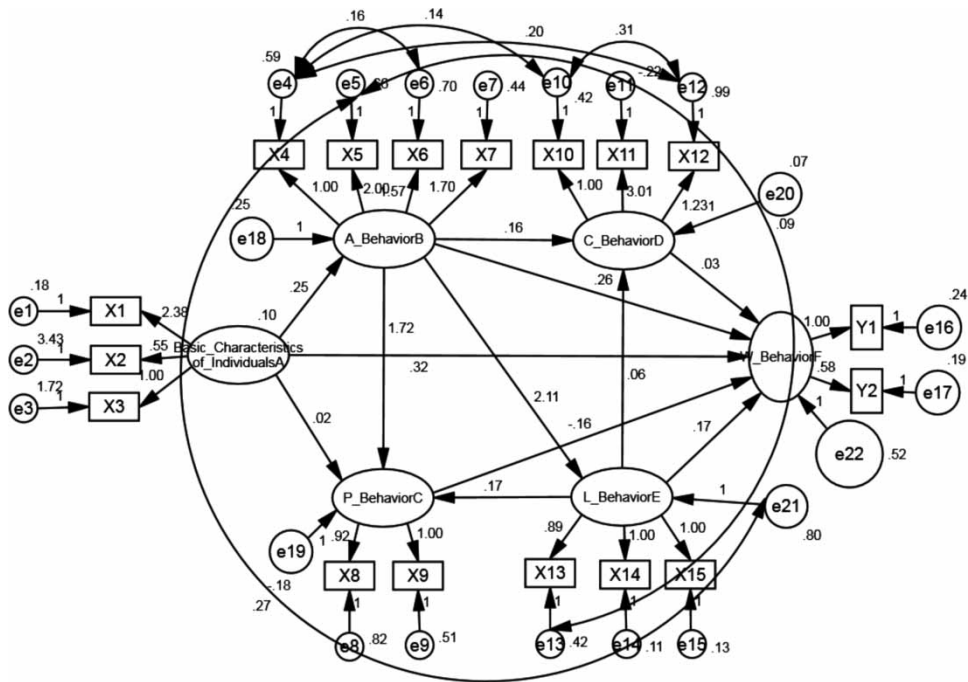 .16
.14
.20
.31
.59
e4
e5
e6
.70
e7
.44
e10
.42
e11
-.22
e12
.99
1
1
1
1
1
1
1
X4
X5
X6
X7
X10
X11
X12
.07
e20
1.00
2.00
1.57
1.70
1.00
3.01
1.231
.09
.25
e18
1
A_BehaviorB
.16
C_BehaviorD
.26
.03
.18
e1
1
X1
2.38
.25
.10
1.72
.24
1.00
Y1
1
e16
3.43
e2
1
X2
.55
Basic_Characteristics
of_IndividualsA
.32
.06
W_BehaviorF
.19
.58
Y2
1
e17
1.72
e3
1
X3
1.00
2.11
.02
-.16
.17
1
e22
.52
P_BehaviorC
.17
L_BehaviorE
1
e21
.80
e19
1
.92
1.00
.89
1.00
1.00
X8
X9
X13
X14
X15
-.18
.27
1
1
1
1
1
e8
.82
e9
.51
e13
.42
e14
.11
e15
.13